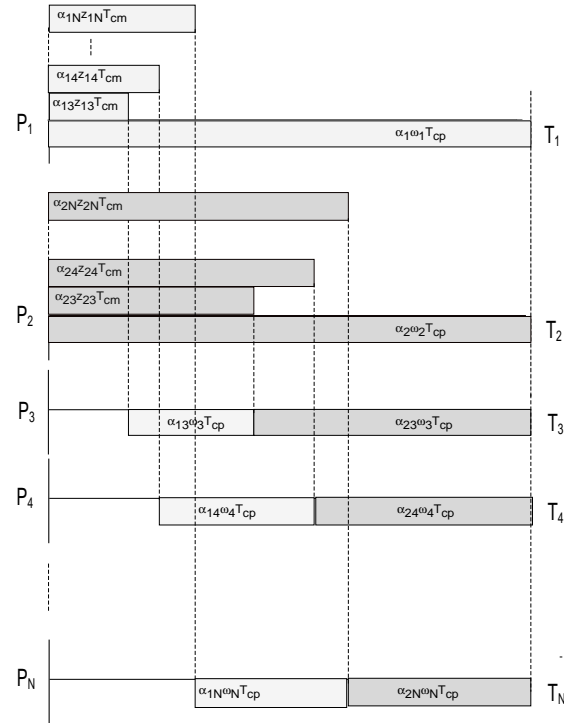 α1Nz1NTcm
α14z14Tcm
α13z13Tcm
P1
α1ω1Tcp
T1
α2Nz2NTcm
α24z24Tcm
α23z23Tcm
P2
α2ω2Tcp
T2
P3
α13ω3Tcp
α23ω3Tcp
T3
P4
α14ω4Tcp
α24ω4Tcp
T4
PN
α1NωNTcp
α2NωNTcp
TN